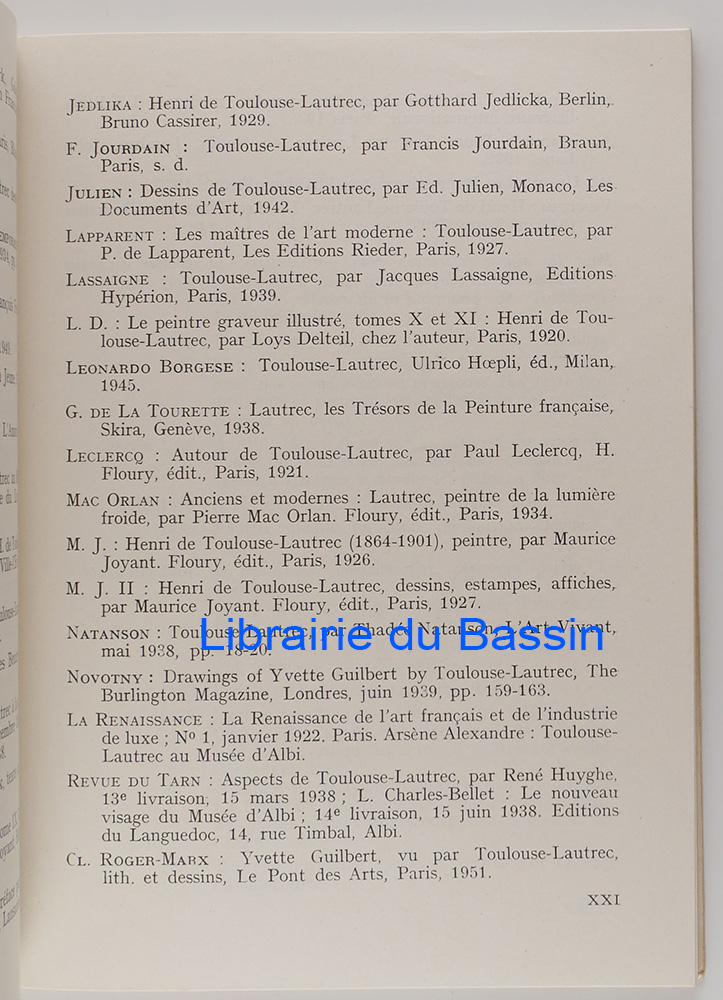 JEDLIKA : Henri de Toulouse-Lautrec, par Gotthard Jedlicka, Berlin,
Bruno Cassirer, 1929.
F. JOURDAIN : Toulouse-Lautrec, par Francis Jourdain, Braun,
Paris, s. d.
JULIEN : Dessins de Toulouse-Lautrec, par Ed. Julien, Monaco, Les
Documents d'Art, 1942.
LAPPARENT : Les maîtres de l'art moderne : Toulouse-Lautrec, par
P. de Lapparent, Les Editions Rieder, Paris, 1927.
LASSAIGNE : Toulouse-Lautrec, par Jacques Lassaigne, Editions
Hypérion, Paris, 1939.
L. D. : Le peintre graveur illustré, tomes X et XI : Henri de Tou-
louse-Lautrec, par Loys Delteil, chez l'auteur, Paris, 1920.
LEONARDO BORGESE : Toulouse-Lautrec, Ulrico Hœpli, éd., Milan,
1945.
G. DE LA TOURETTE : Lautrec, les Trésors de la Peinture française,
Skira, Genève, 1938.
LECLERCQ : Autour de Toulouse-Lautrec, par Paul Leclercq, H.
Floury, édit., Paris, 1921.
MAC ORLAN : Anciens et modernes : Lautrec, peintre de la lumière
froide, par Pierre Mac Orlan. Floury, édit., Paris, 1934.
M. J. : Henri de Toulouse-Lautrec (1864-1901), peintre, par Maurice
Joyant. Floury, édit., Paris, 1926.
M. J. II : Henri de Toulouse-Lautrec, dessins, estampes, affiches,
par Maurice Joyant. Floury, édit., Paris, 1927.
NATANSON : Toulouse-Lautrec, par Thadée Natanson, L'Art Vivant,
mai 1938, pp. 18-20.
Librairie du Bassin
NOVOTNY : Drawings of Yvette Guilbert by Toulouse-Lautrec, The
Burlington Magazine, Londres, juin 1939, pp. 159-163.
LA RENAISSANCE : La Renaissance de l'art français et de l'industrie
de luxe ; Nº 1, janvier 1922. Paris. Arsène Alexandre : Toulouse-
Lautrec au Musée d'Albi.
REVUE DU TARN : Aspects de Toulouse-Lautrec, par René Huyghe,
13e livraison, 15 mars 1938 ; L. Charles-Bellet : Le nouveau
visage du Musée d'Albi ; 14e livraison, 15 juin 1938. Editions
du Languedoc, 14, rue Timbal, Albi.
CL. ROGER-MARX : Yvette Guilbert, vu par Toulouse-Lautrec,
lith. et dessins, Le Pont des Arts, Paris, 1951.
XXI